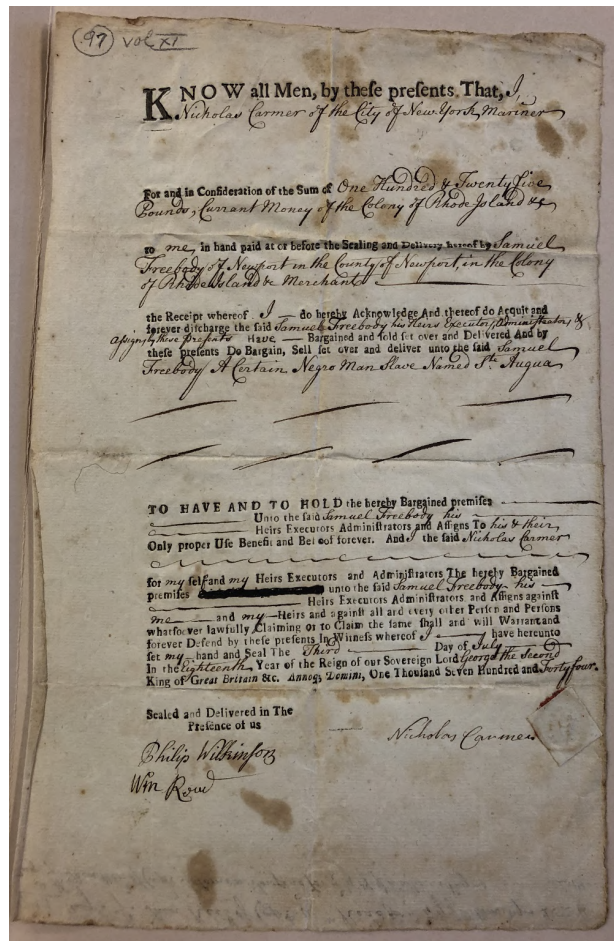 97 Vol XI
KNOW all Men, by these presents That, I,
Nicholas Carmer of the City of New York, Mariner
For and in Consideration of the Sum of One Hundred & Twenty five
Pounds, Currant Money of the Colony of Rhode Island &c
to me, in hand paid at or before the Sealing and Delivery hereof by Samuel
Freebody of Newport in the County of Newport, in the Colony
of Rhode Island &c Merchant
the Receipt whereof I do hereby Acknowledge And thereof do Acquit and
forever discharge the said Samuel Freebody his Heirs Executors, Administrators, &
Assigns, by these Presents Have Bargained and sold set over and Delivered And by
these presents Do Bargain, Sell set over and deliver unto the said Samuel
Freebody A Certain Negro Man Slave Named St. Augua
TO HAVE AND TO HOLD the hereby Bargained premises
Unto the said Samuel Freebody his
Heirs Executors Administrators and Assigns To his & their
Only proper Use Benefit and Behoof forever. And I the said Nicholas Carmer
for my self and my Heirs Executors and Administrators The hereby Bargained
premises unto the said Samuel Freebody his
Heirs Executors Administrators and Assigns against
me and my Heirs and against all and every other Person and Persons
whatsoever lawfully Claiming or to Claim the same shall and will Warrant and
forever Defend by these presents In Witness whereof I have hereunto
set my hand and Seal The Third Day of July
In the Eighteenth Year of the Reign of our Sovereign Lord George the Second
King of Great Britain &c. Annoq; Domini, One Thousand Seven Hundred and Forty four.
Sealed and Delivered in The
Presence of us
Nicholas Carmer
Philip Wilkinson
Wm